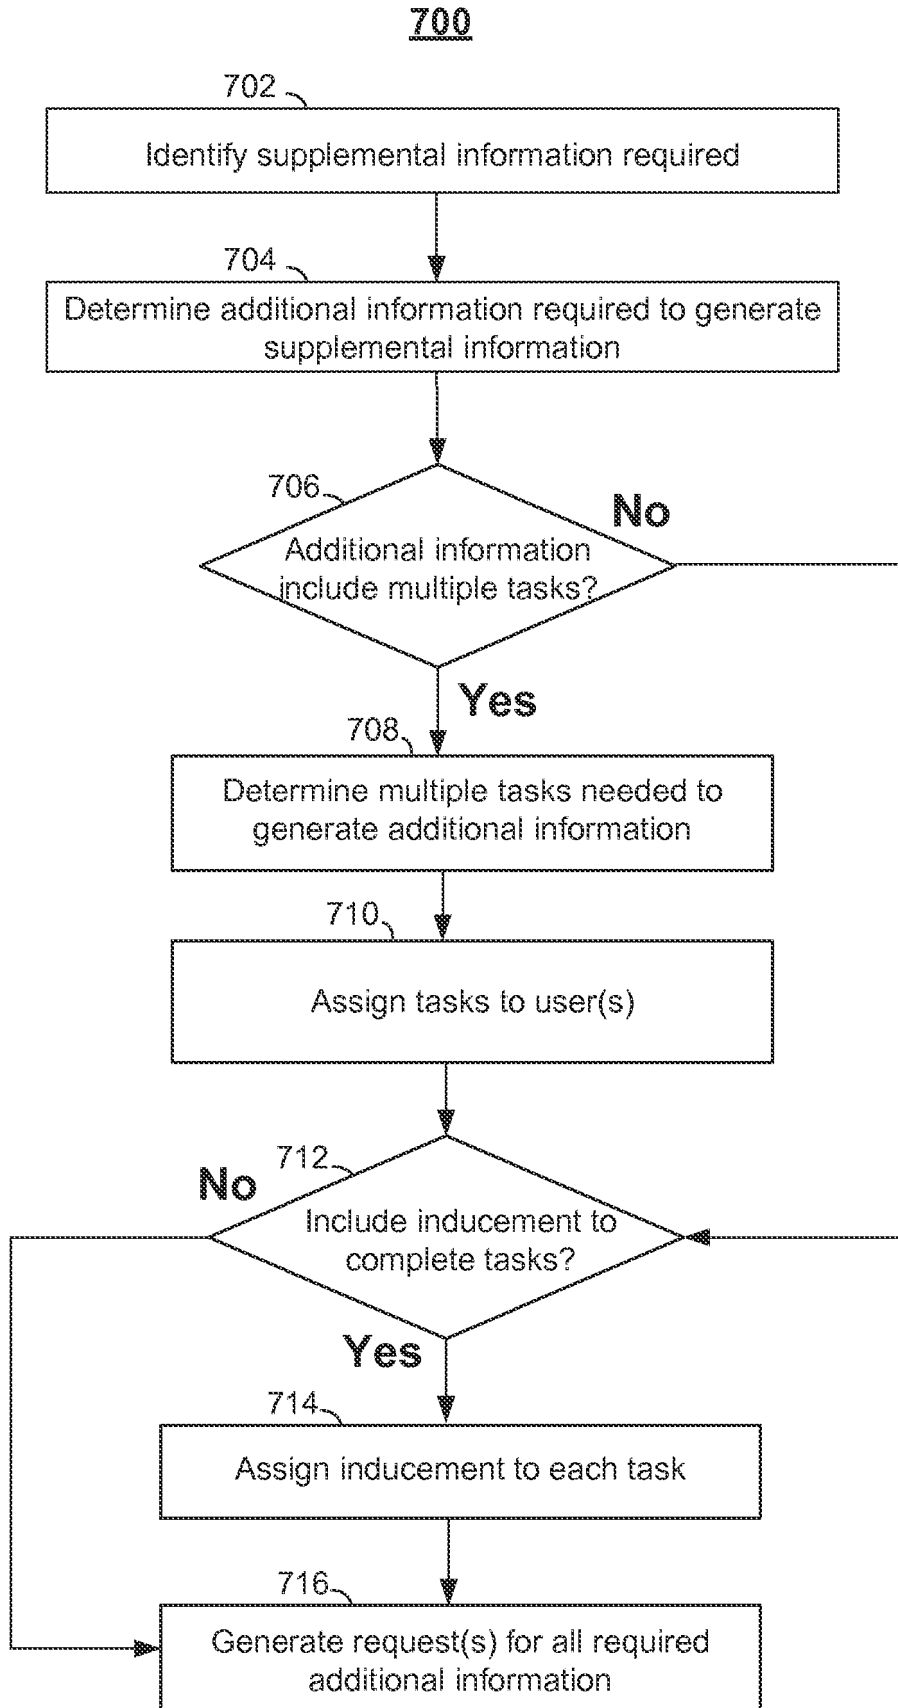 700
702
Identify supplemental information required
704
Determine additional information required to generate
supplemental information
706
No
Additional information
include multiple tasks?
Yes
708
Determine multiple tasks needed to
generate additional information
710
Assign tasks to user(s)
712
No
Include inducement to
complete tasks?
Yes
714
Assign inducement to each task
716
Generate request(s) for all required
additional information